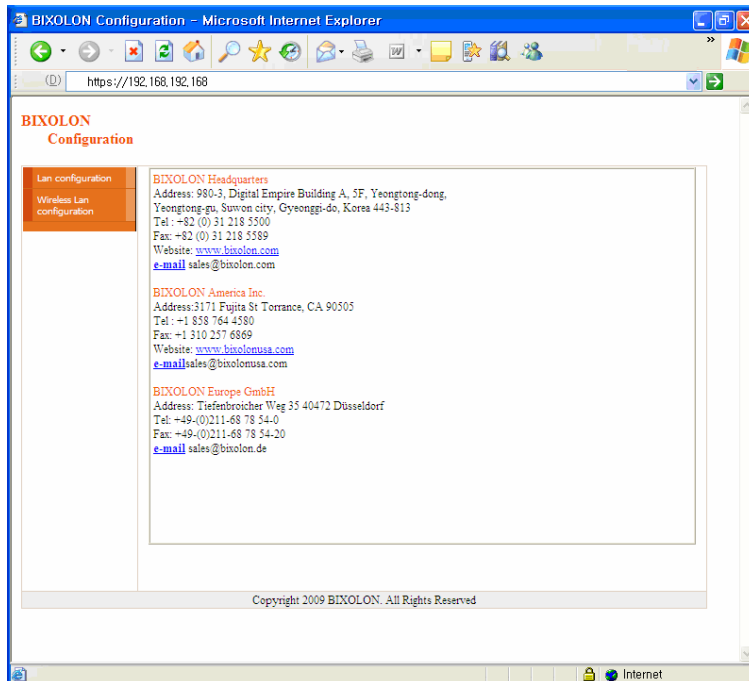 BIXOLON Configuration - Microsoft Internet Explorer
»
(D) https://192,168,192,168
BIXOLON
Configuration
Lan configuration
Wireless Lan
configuration
BIXOLON Headquarters
Address: 980-3, Digital Empire Building A, 5F, Yeongtong-dong,
Yeongtong-gu, Suwon city, Gyeonggi-do, Korea 443-813
Tel : +82 (0) 31 218 5500
Fax: +82 (0) 31 218 5589
Website: www.bixolon.com
e-mail sales@bixolon.com
BIXOLON America Inc.
Address:3171 Fujita St Torrance, CA 90505
Tel : +1 858 764 4580
Fax: +1 310 257 6869
Website: www.bixolonusa.com
e-mailsales@bixolonusa.com
BIXOLON Europe GmbH
Address: Tiefenbroicher Weg 35 40472 Düsseldorf
Tel: +49-(0)211-68 78 54-0
Fax: +49-(0)211-68 78 54-20
e-mail sales@bixolon.de
Copyright 2009 BIXOLON. All Rights Reserved
Internet